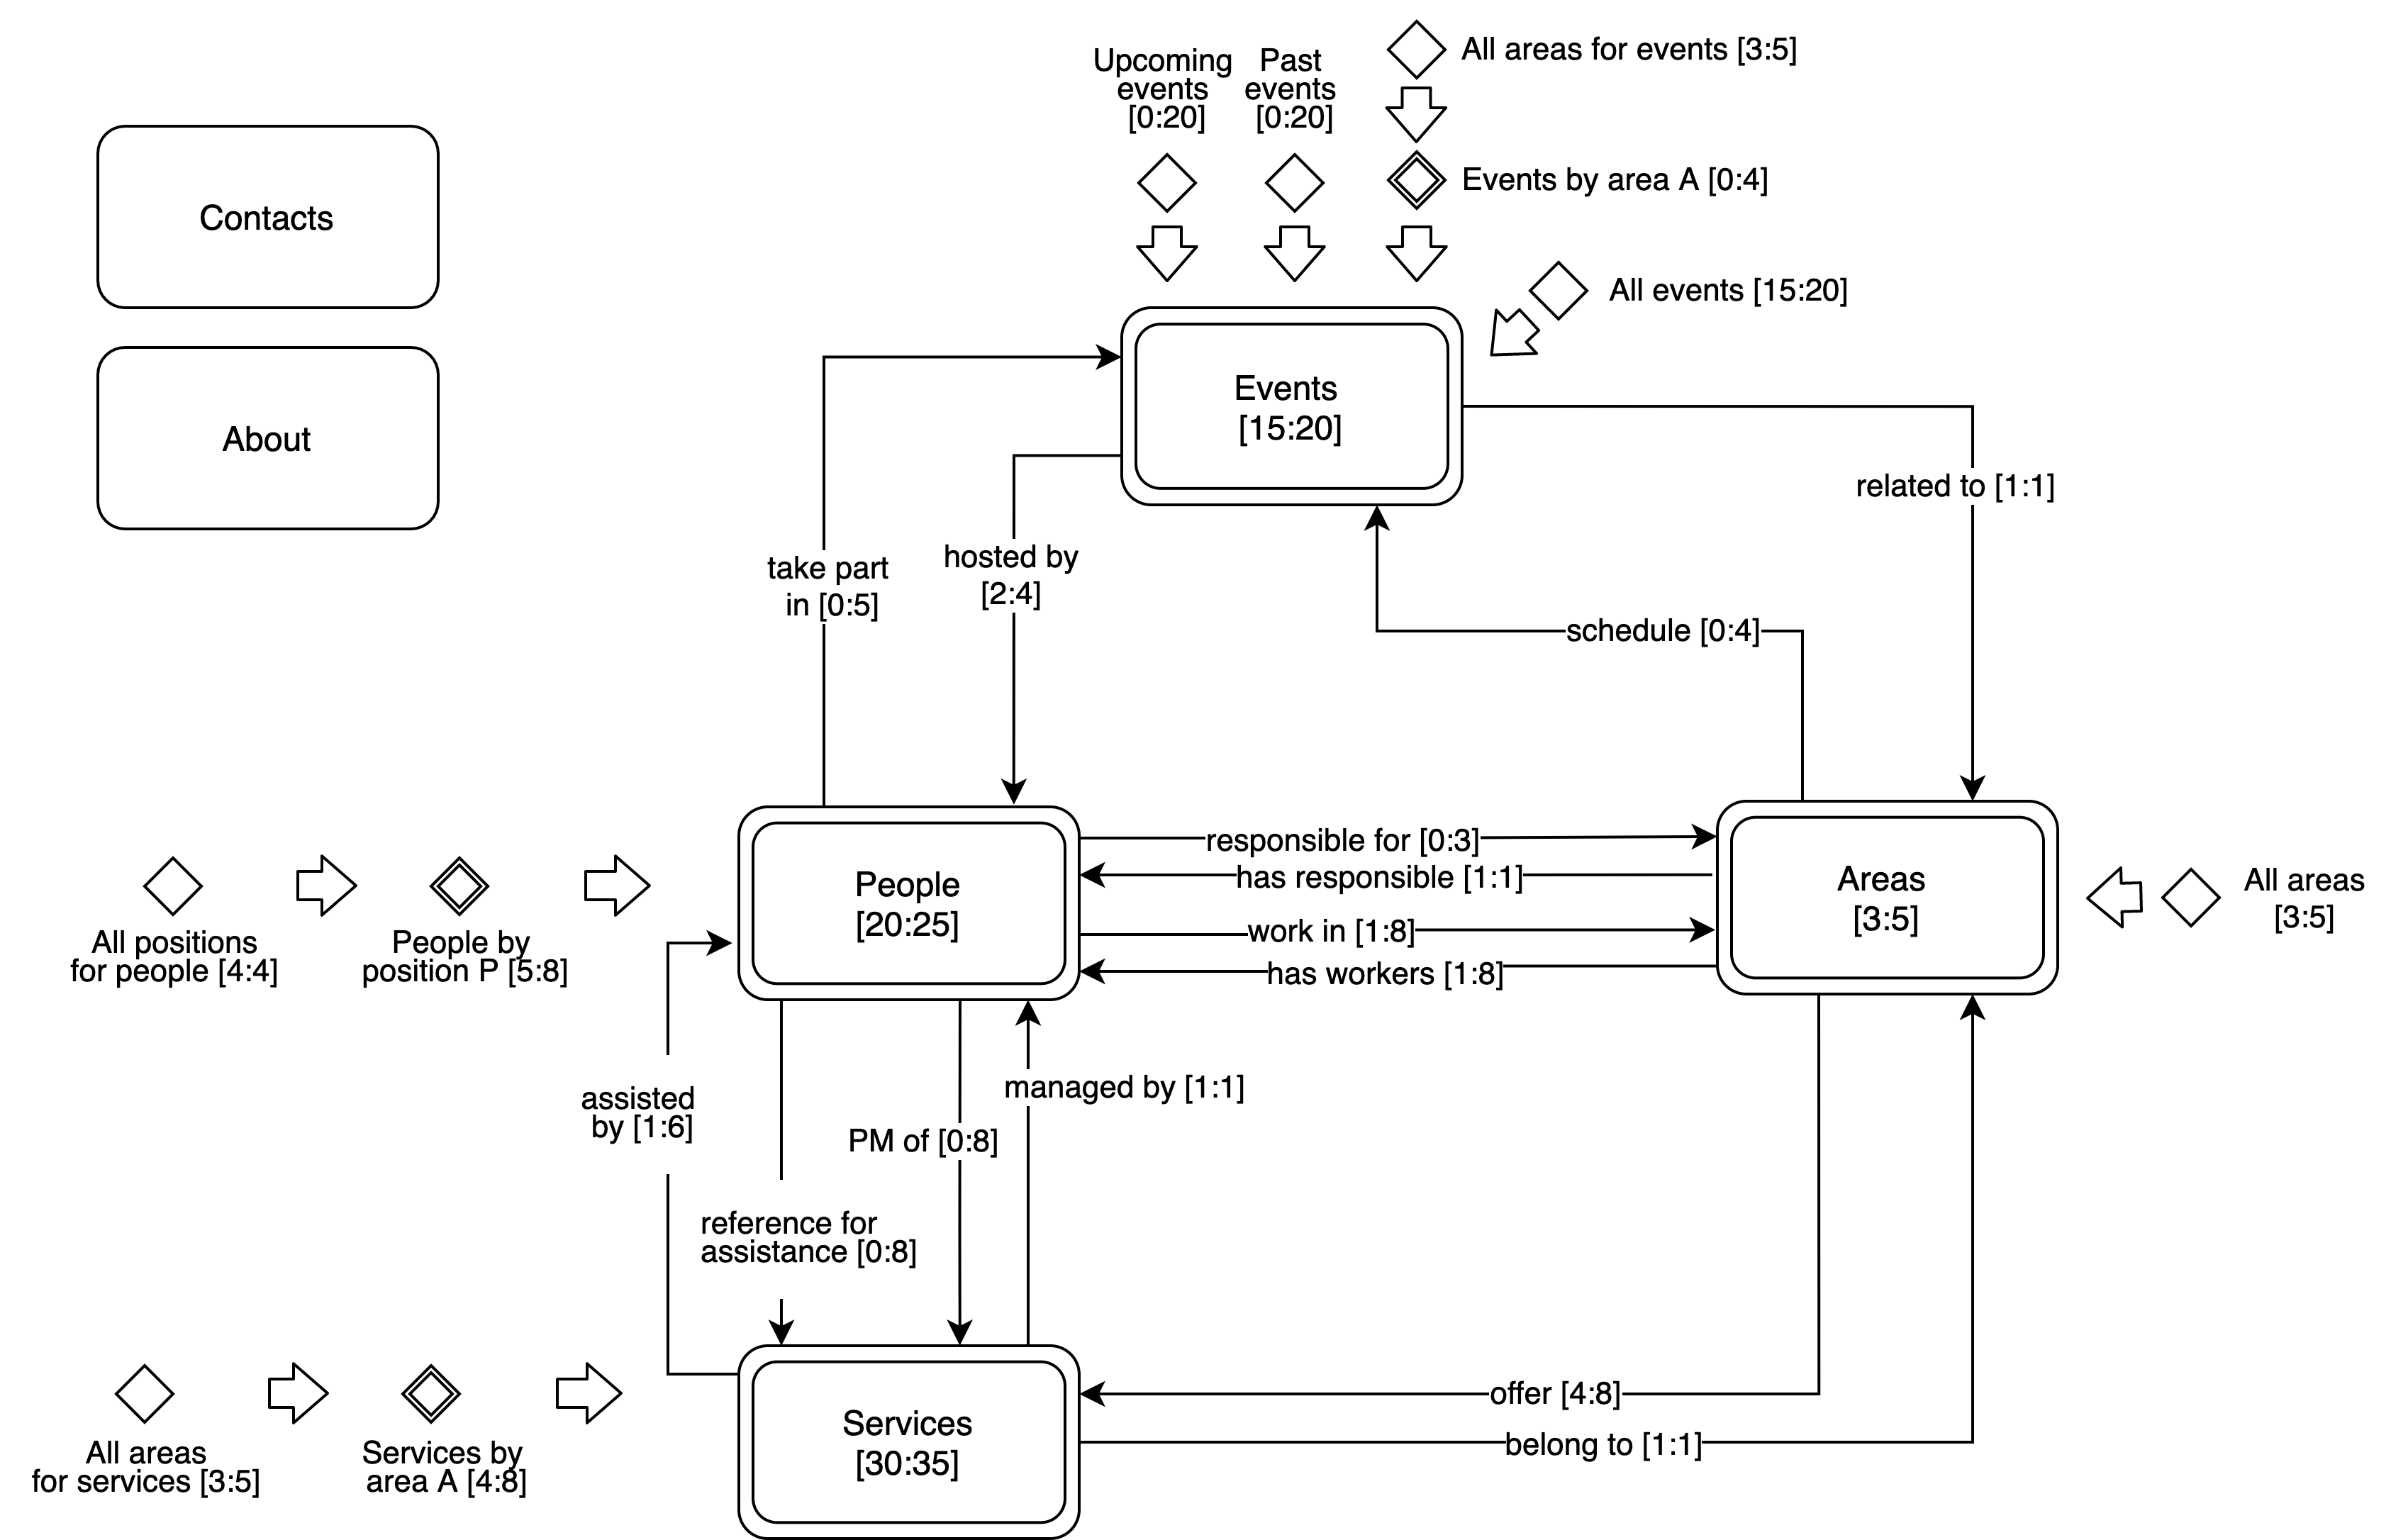 All areas for events [3:5]
Upcoming
events
[0:20]
Past
events
[0:20]
Events by area A [0:4]
Contacts
All events [15:20]
Events
[15:20]
About
related to [1:1]
take part
in [0:5]
hosted by
[2:4]
schedule [0:4]
responsible for [0:3]
has responsible [1:1]
work in [1:8]
has workers [1:8]
People
[20:25]
Areas
[3:5]
All areas
[3:5]
All positions
for people [4:4]
People by
position P [5:8]
assisted
by [1:6]
managed by [1:1]
PM of [0:8]
reference for
assistance [0:8]
Services
[30:35]
offer [4:8]
belong to [1:1]
All areas
for services [3:5]
Services by
area A [4:8]